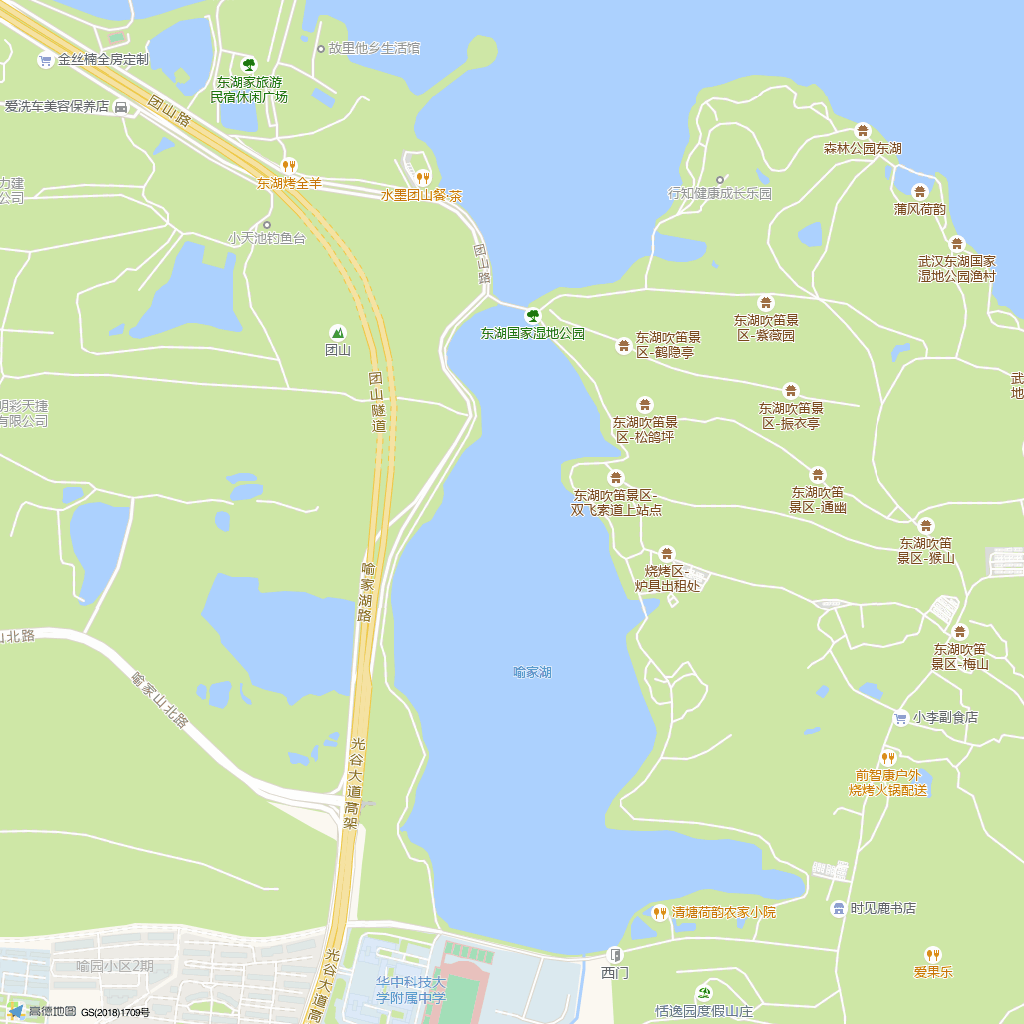 故里他乡生活馆
金丝楠全房定制
东湖家旅游
民宿休闲广场
爱洗车美容保养店
团山路
森林公园东湖
东湖烤全羊
水墨团山餐·茶
力建
公司
行知健康成长乐园
蒲风荷韵
小天池钓鱼台
团山路
武汉东湖国家
湿地公园渔村
东湖国家湿地公园
东湖吹笛景
区-紫薇园
团山
东湖吹笛景
区-鹤隐亭
团山隧道
明彩天捷
有限公司
武
地
东湖吹笛景
区-松鸽坪
东湖吹笛景
区-振衣亭
东湖吹笛景区-
双飞索道上站点
东湖吹笛
景区-通幽
东湖吹笛
景区-猴山
喻家湖路
烧烤区-
炉具出租处
山北路
东湖吹笛
景区-梅山
喻家湖
喻家山北路
小李副食店
光谷大道高架
前智康户外
烧烤火锅配送
清塘荷韵农家小院
时见鹿书店
喻园小区2期
光谷大道高
华中科技大
学附属中学
西门
爱果乐
恬逸园度假山庄
高德地图 GS(2018)1709号